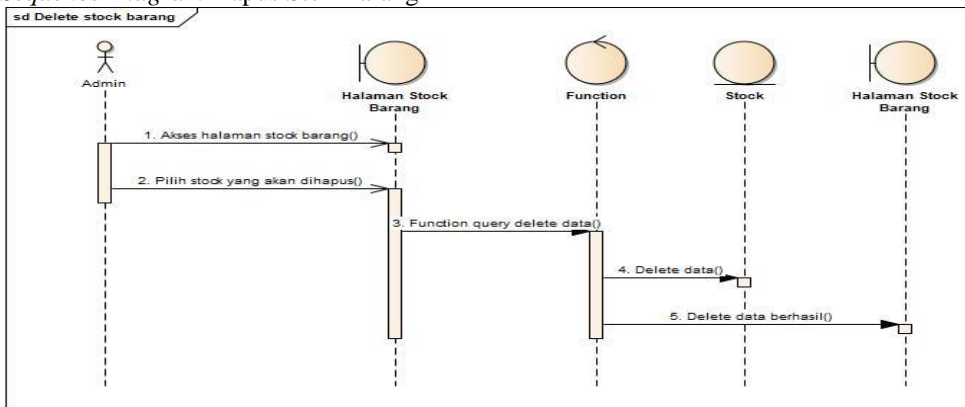 sd Delete stock barang
Admin
Halaman Stock
Barang
Function
Stock
Halaman Stock
Barang
1. Akses halaman stock barang()
2. Pilih stock yang akan dihapus()
3. Function query delete data()
4. Delete data()
5. Delete data berhasil()